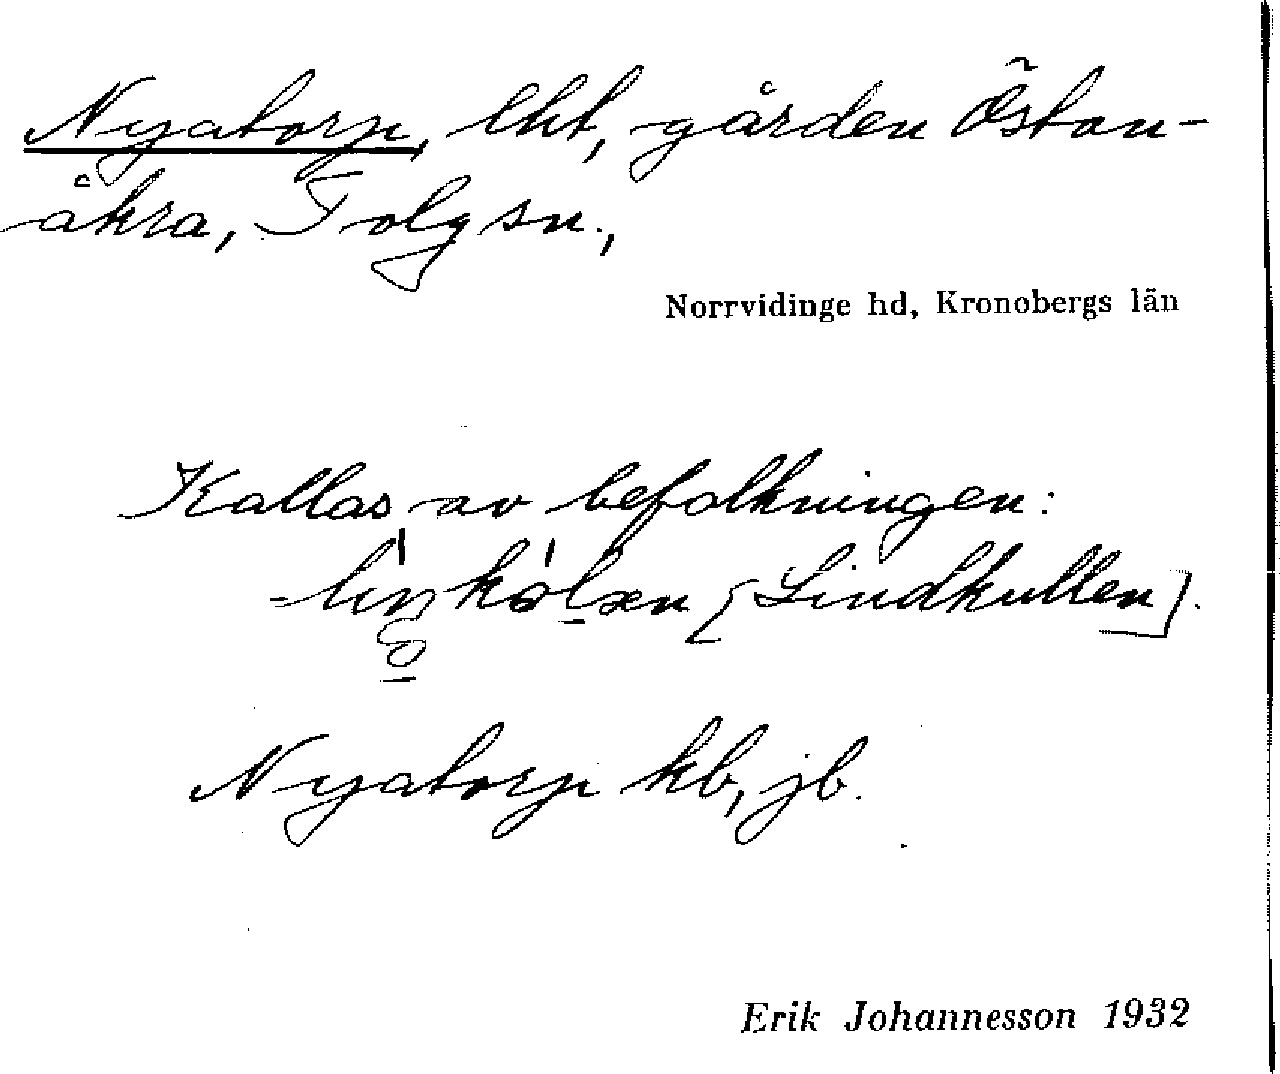 Nyatorp, lht, gården Östan-
åkra, Tolg sn.,
Norrvidinge hd, Kronobergs län
Kallas av befolkningen:
[Lindkullen].
Nyatorp kb, jb.
Erik Johannesson 1932